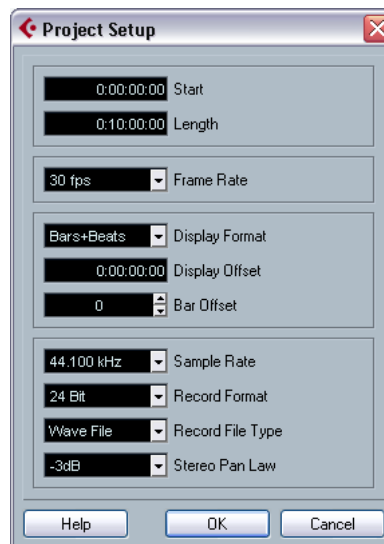 Project Setup
0:00:00:00 Start
0:10:00:00 Length
30 fps Frame Rate
Bars+Beats Display Format
0:00:00:00 Display Offset
0 Bar Offset
44.100 kHz Sample Rate
24 Bit Record Format
Wave File Record File Type
-3dB Stereo Pan Law
Help OK Cancel